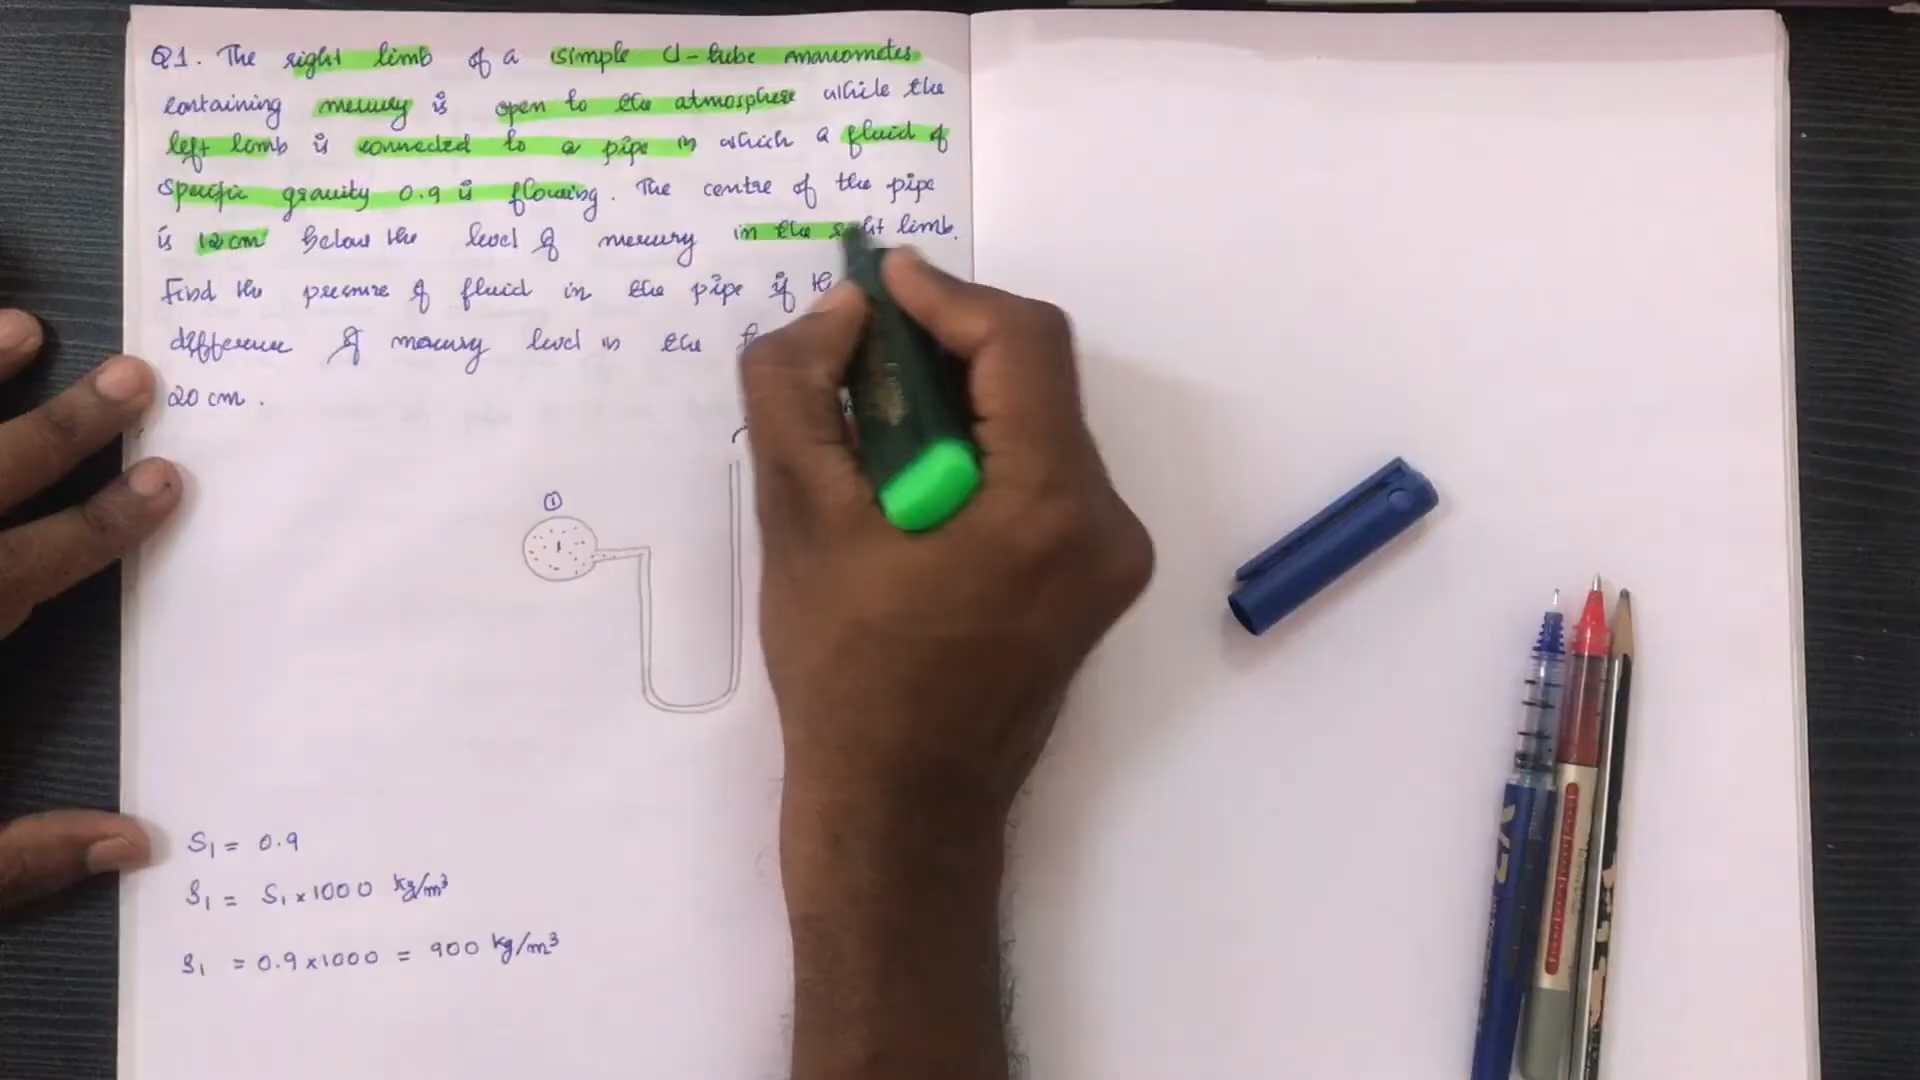 Q1. The right limb of a simple U-tube manometer
containing mercury is open to the atmosphere while the
left limb is connected to a pipe in which a fluid of
specific gravity 0.9 is flowing. The centre of the pipe
is 12 cm below the level of mercury in the right limb.
Find the pressure of fluid in the pipe if
difference of mercury level in the
20 cm.
①
1
S₁ = 0.9
ρ₁ = S₁ × 1000 kg/m³
ρ₁ = 0.9 × 1000 = 900 kg/m³